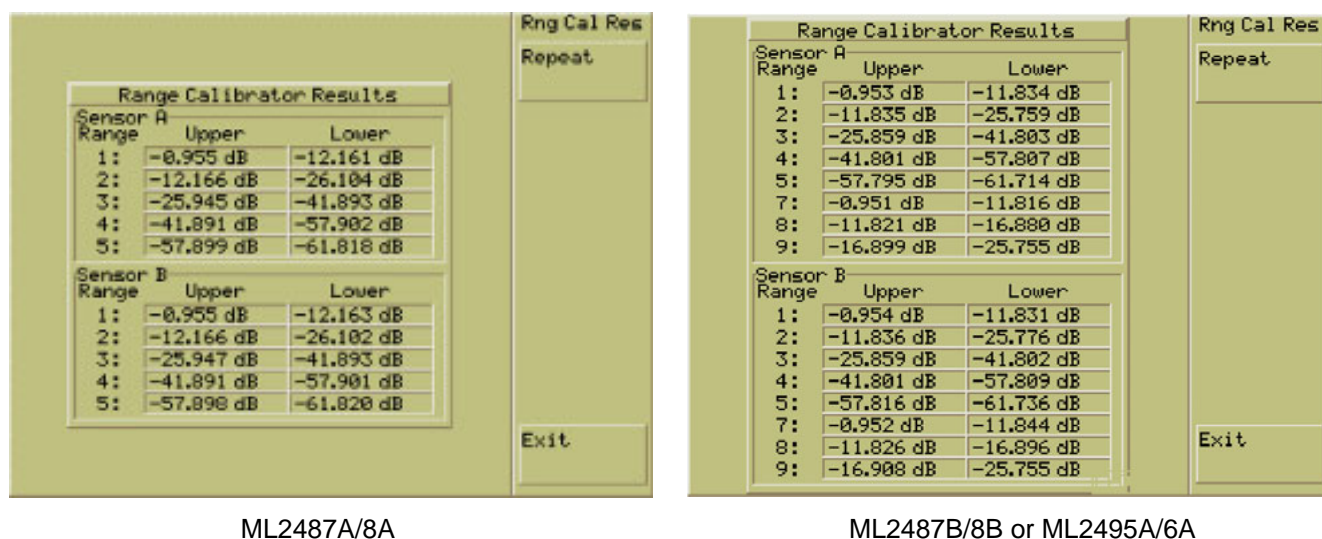 Rng Cal Res
Repeat
Range Calibrator Results
Sensor A
Range Upper Lower
1: -0.955 dB -12.161 dB
2: -12.166 dB -26.104 dB
3: -25.945 dB -41.893 dB
4: -41.891 dB -57.902 dB
5: -57.899 dB -61.818 dB
Sensor B
Range Upper Lower
1: -0.955 dB -12.163 dB
2: -12.166 dB -26.102 dB
3: -25.947 dB -41.893 dB
4: -41.891 dB -57.901 dB
5: -57.898 dB -61.820 dB
Exit
ML2487A/8A
Rng Cal Res
Repeat
Range Calibrator Results
Sensor A
Range Upper Lower
1: -0.953 dB -11.834 dB
2: -11.835 dB -25.759 dB
3: -25.859 dB -41.803 dB
4: -41.801 dB -57.807 dB
5: -57.795 dB -61.714 dB
7: -0.951 dB -11.816 dB
8: -11.821 dB -16.880 dB
9: -16.899 dB -25.755 dB
Sensor B
Range Upper Lower
1: -0.954 dB -11.831 dB
2: -11.836 dB -25.776 dB
3: -25.859 dB -41.802 dB
4: -41.801 dB -57.809 dB
5: -57.816 dB -61.736 dB
7: -0.952 dB -11.844 dB
8: -11.826 dB -16.896 dB
9: -16.908 dB -25.755 dB
Exit
ML2487B/8B or ML2495A/6A